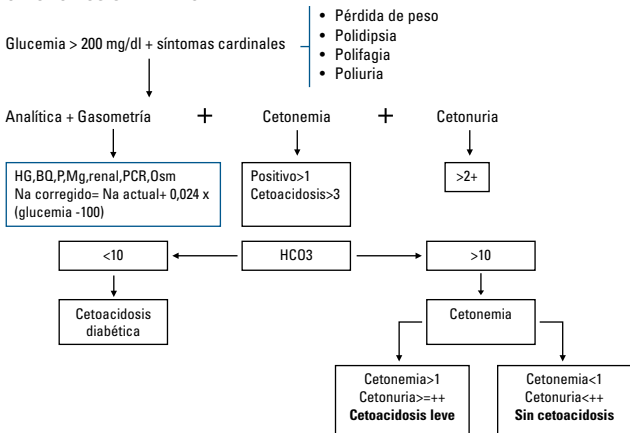 Glucemia > 200 mg/dl + síntomas cardinales
• Pérdida de peso
• Polidipsia
• Polifagia
• Poliuria
Analítica + Gasometría + Cetonemia + Cetonuria
HG,BQ,P,Mg,renal,PCR,Osm
Na corregido= Na actual+ 0,024 x
(glucemia -100)
Positivo>1
Cetoacidosis>3
>2+
<10
HCO3
>10
Cetoacidosis
diabética
Cetonemia
Cetonemia>1
Cetonuria>=++
Cetoacidosis leve
Cetonemia<1
Cetonuria<++
Sin cetoacidosis